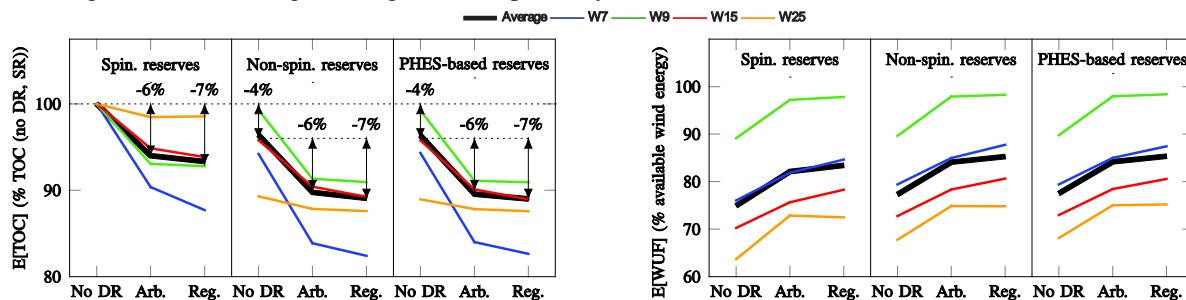 Average W7 W9 W15 W25
E[TOC] (% TOC (no DR, SR))
100
90
80
Spin. reserves Non-spin. reserves PHES-based reserves
-6% -7% -4% -6% -7% -4% -6% -7%
No DR Arb. Reg. No DR Arb. Reg. No DR Arb. Reg.
E[WUF] (% available wind energy)
100
90
80
70
60
Spin. reserves Non-spin. reserves PHES-based reserves
No DR Arb. Reg. No DR Arb. Reg. No DR Arb. Reg.